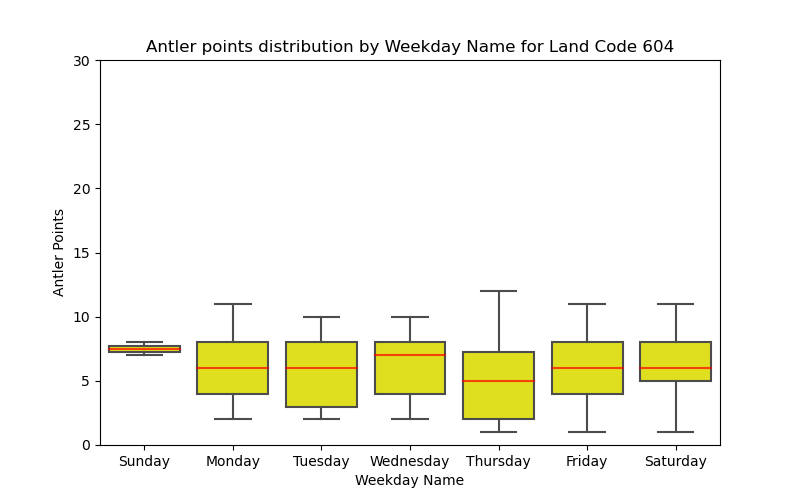 Antler points distribution by Weekday Name for Land Code 604
30
25
20
15
10
5
0
Antler Points
Sunday Monday Tuesday Wednesday Thursday Friday Saturday
Weekday Name